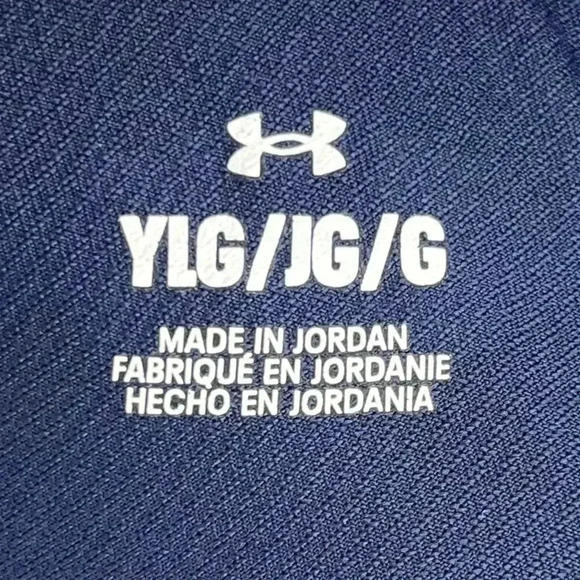 YLG/JG/G
MADE IN JORDAN
FABRIQUÉ EN JORDANIE
HECHO EN JORDANIA